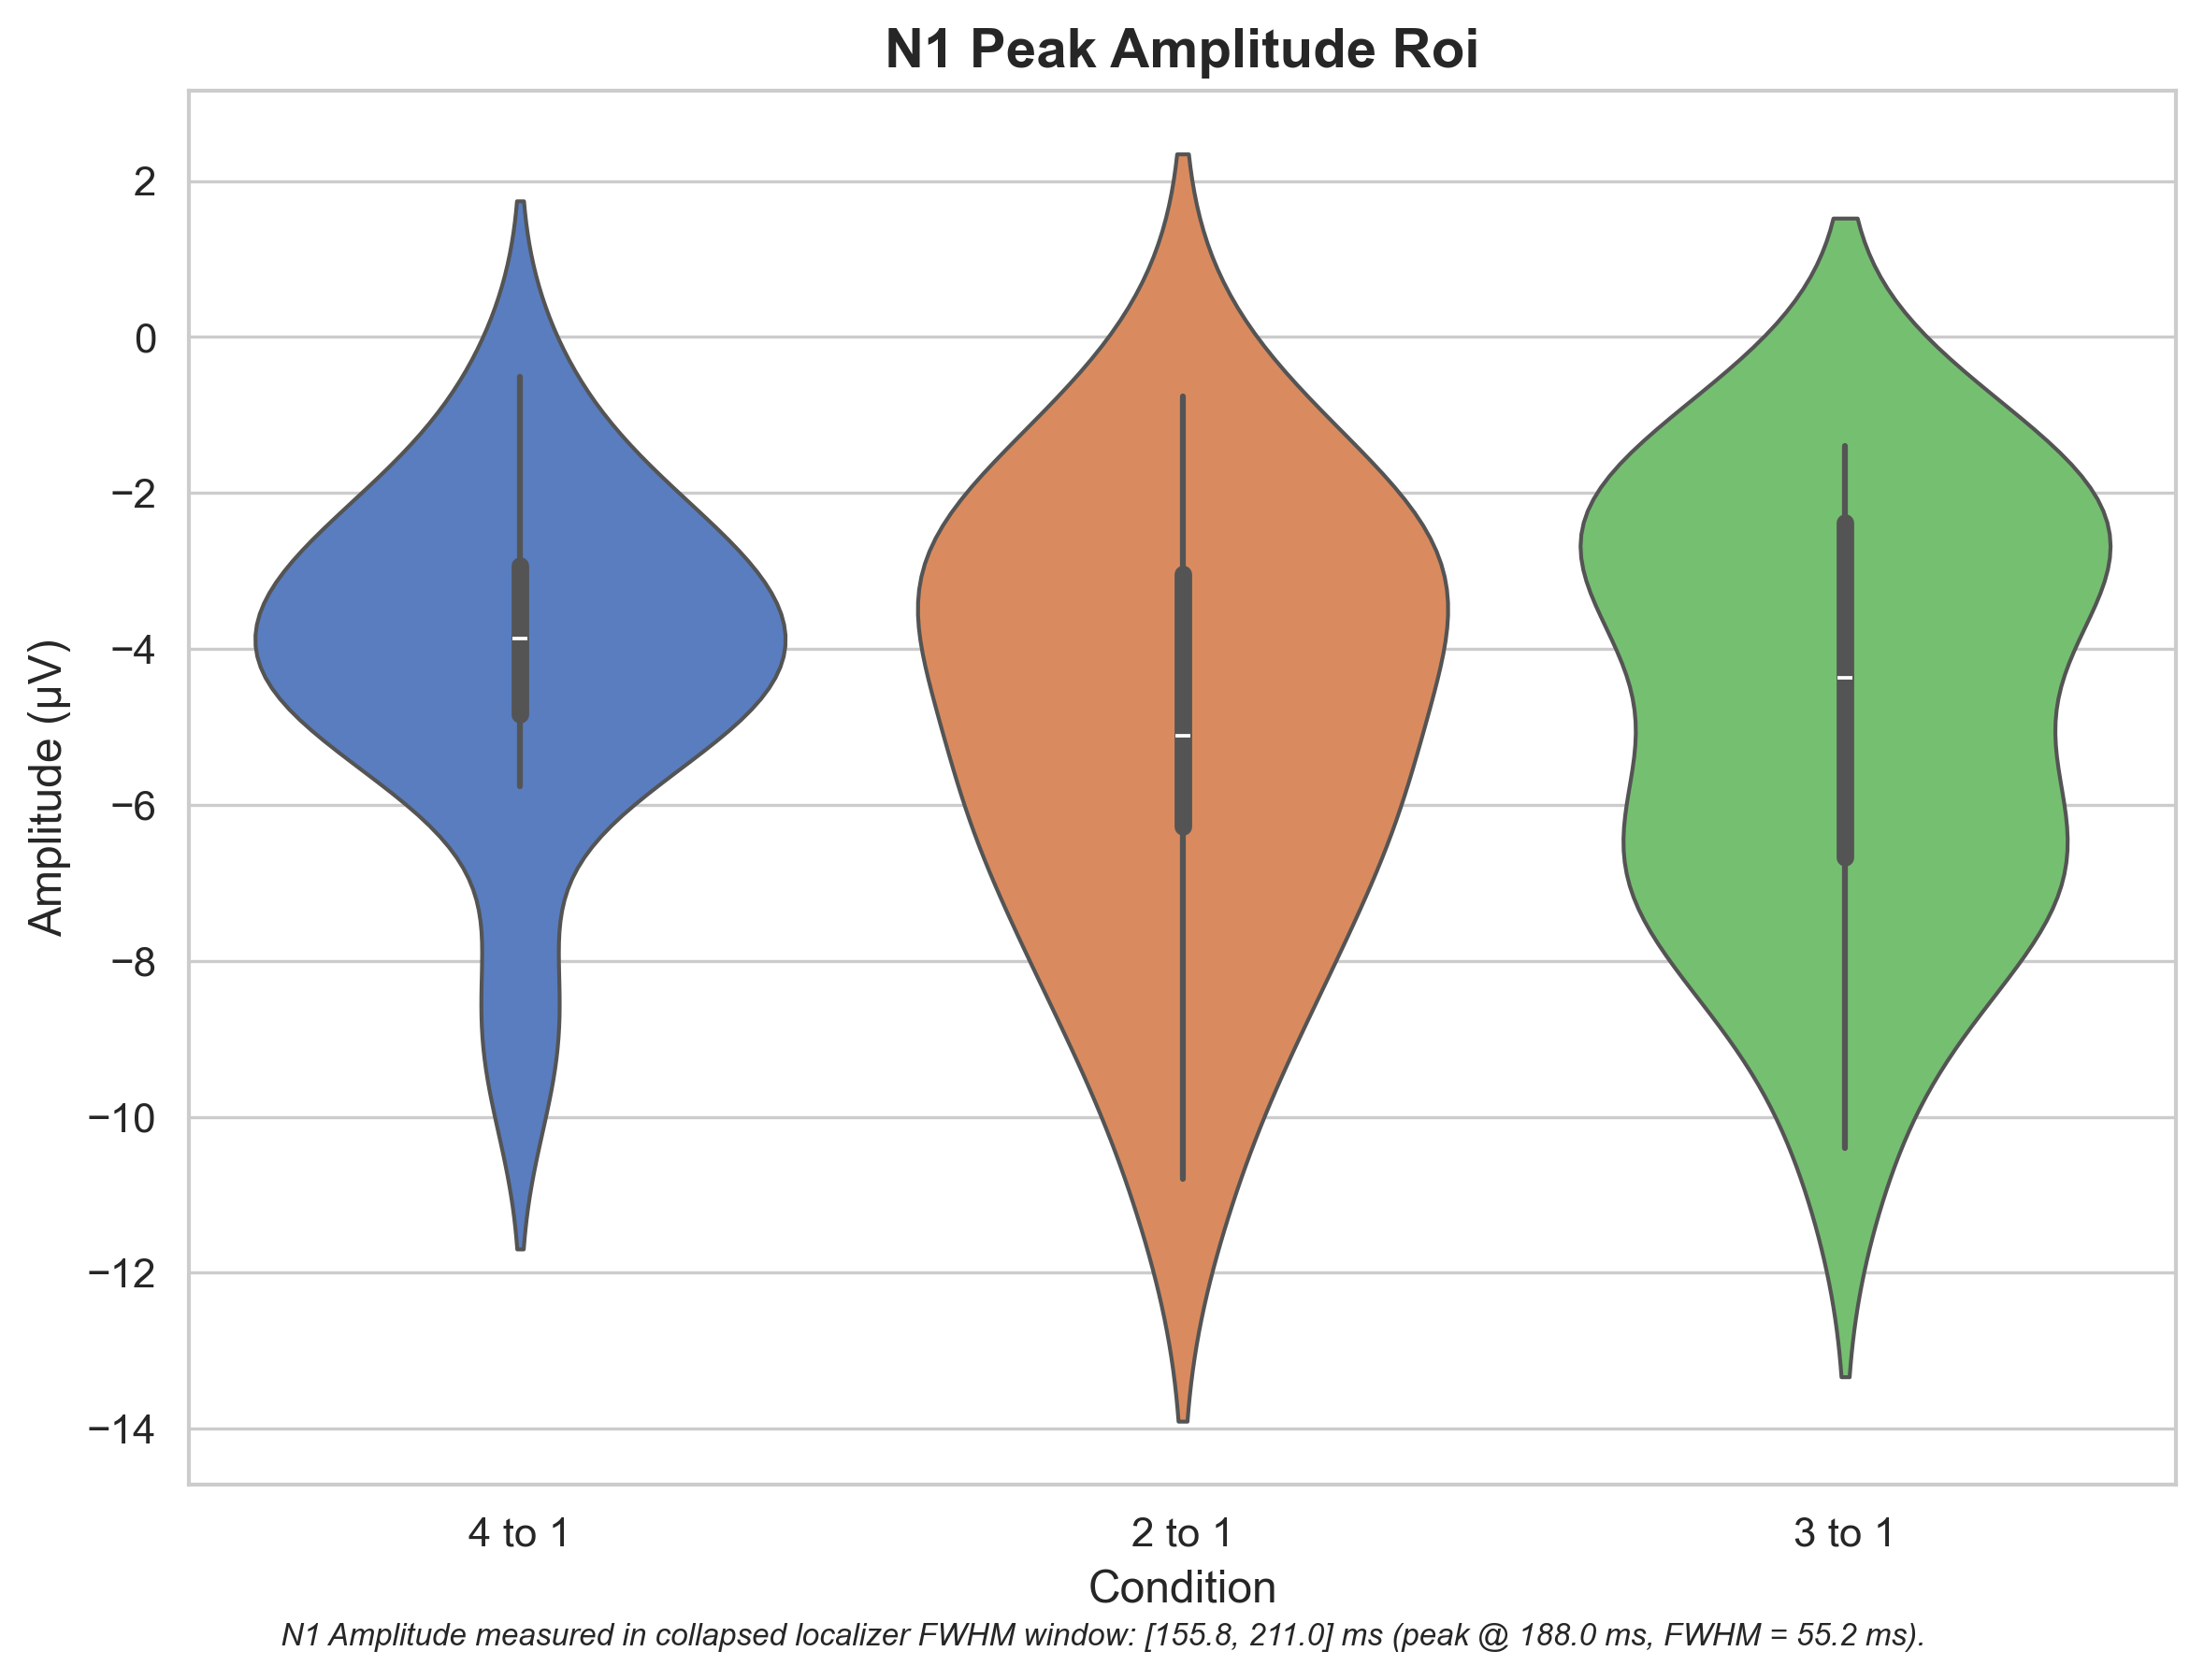 N1 Peak Amplitude Roi
Amplitude (µV)
2
0
−2
−4
−6
−8
−10
−12
−14
4 to 1
2 to 1
3 to 1
Condition
N1 Amplitude measured in collapsed localizer FWHM window: [155.8, 211.0] ms (peak @ 188.0 ms, FWHM = 55.2 ms).